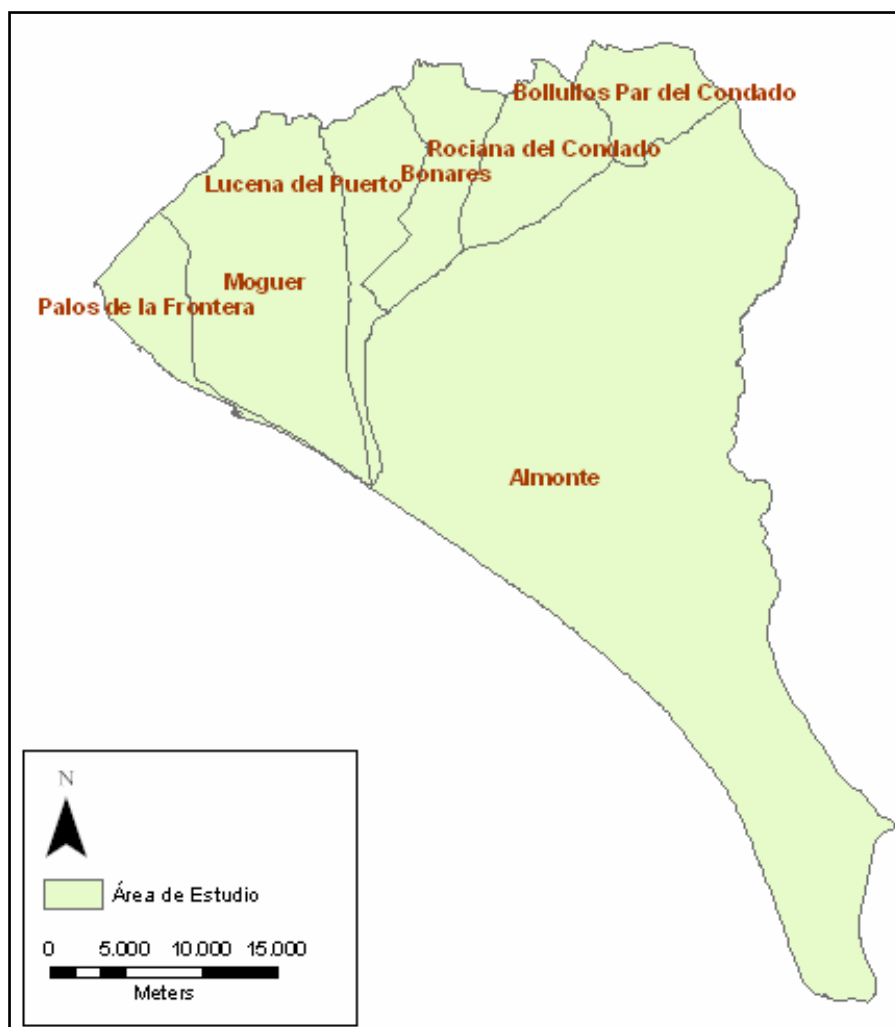 Bollullos Par del Condado
Rociana del Condado
Bonares
Lucena del Puerto
Moguer
Palos de la Frontera
Almonte
N
Área de Estudio
0 5.000 10.000 15.000
Meters